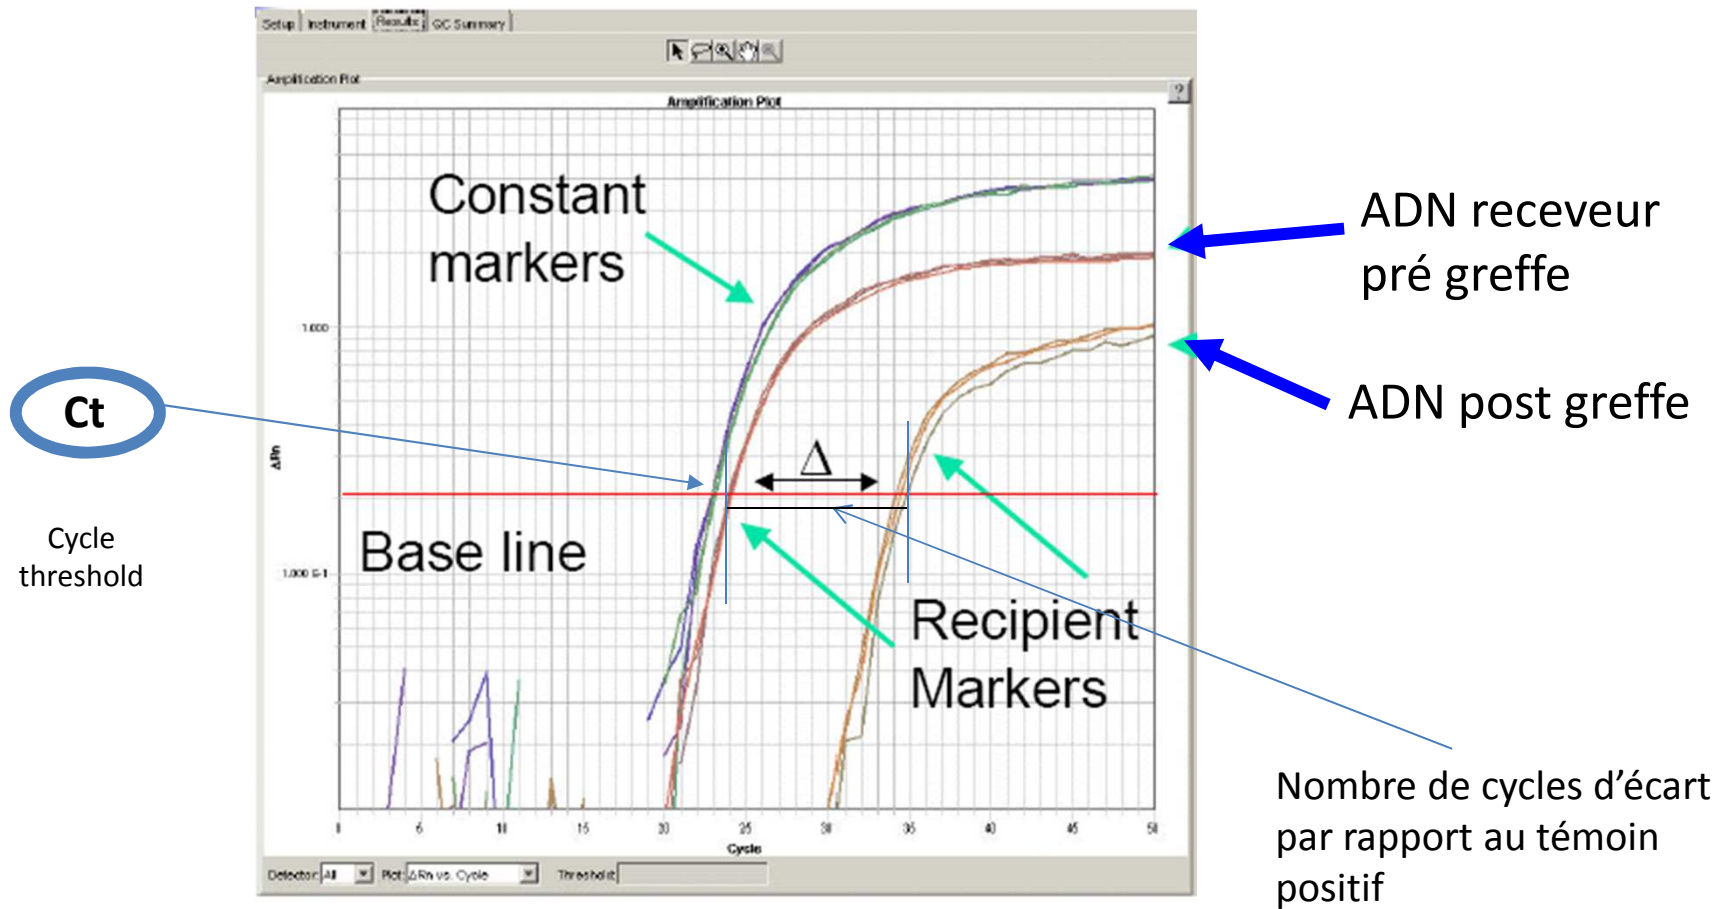 Setup Instrument Results QC Summary
Amplification Plot
?
Amplification Plot
Constant
markers
ADN receveur
pré greffe
1.000
Ct
ADN post greffe
Δ
ΔRn
Cycle
threshold
Base line
1.000 E-1
Recipient
Markers
Nombre de cycles d’écart
par rapport au témoin
positif
0 5 10 15 20 25 30 35 40 45 50
Cycle
Detector: All Plot: ΔRn vs. Cycle Threshold: